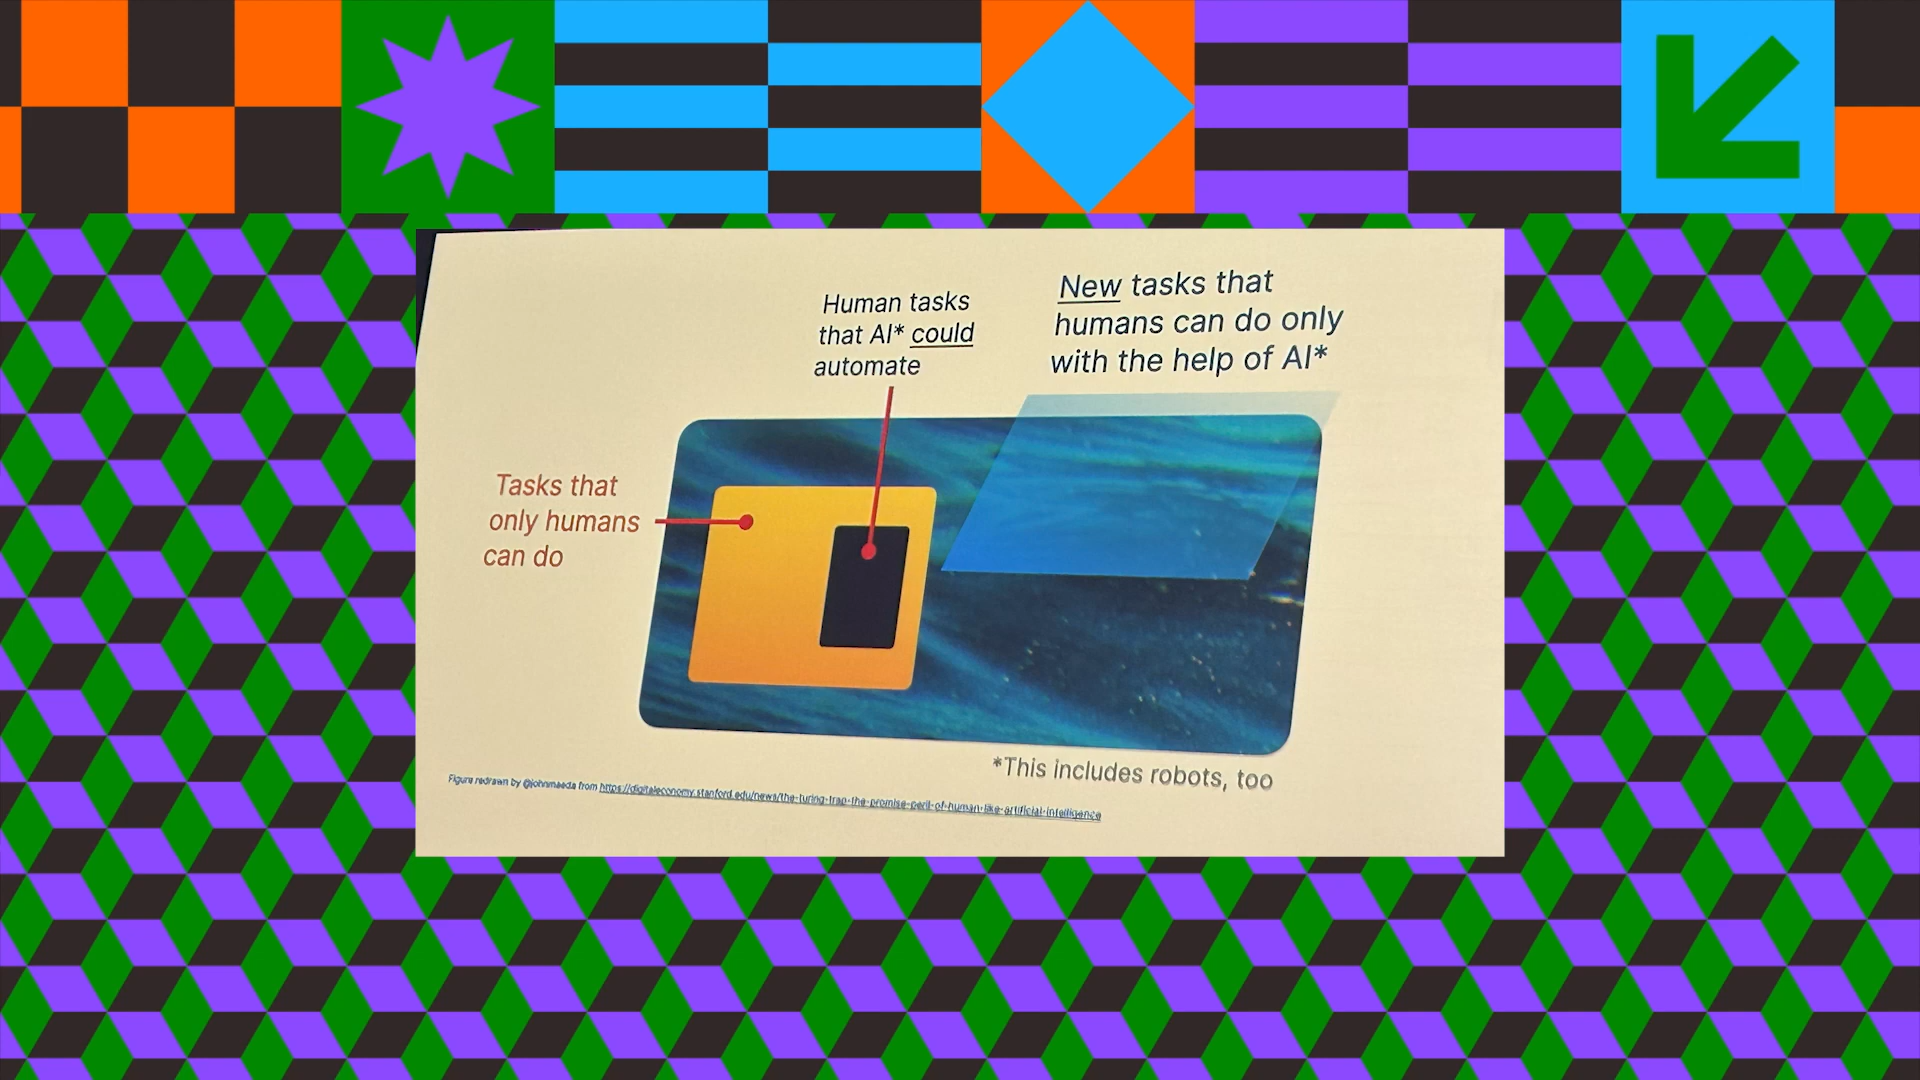 Human tasks
that AI* could
automate
New tasks that
humans can do only
with the help of AI*
Tasks that
only humans
can do
*This includes robots, too
Figure redrawn by @johnmaeda from https://digitaleconomy.stanford.edu/news/the-turing-trap-the-promise-peril-of-human-like-artificial-intelligence